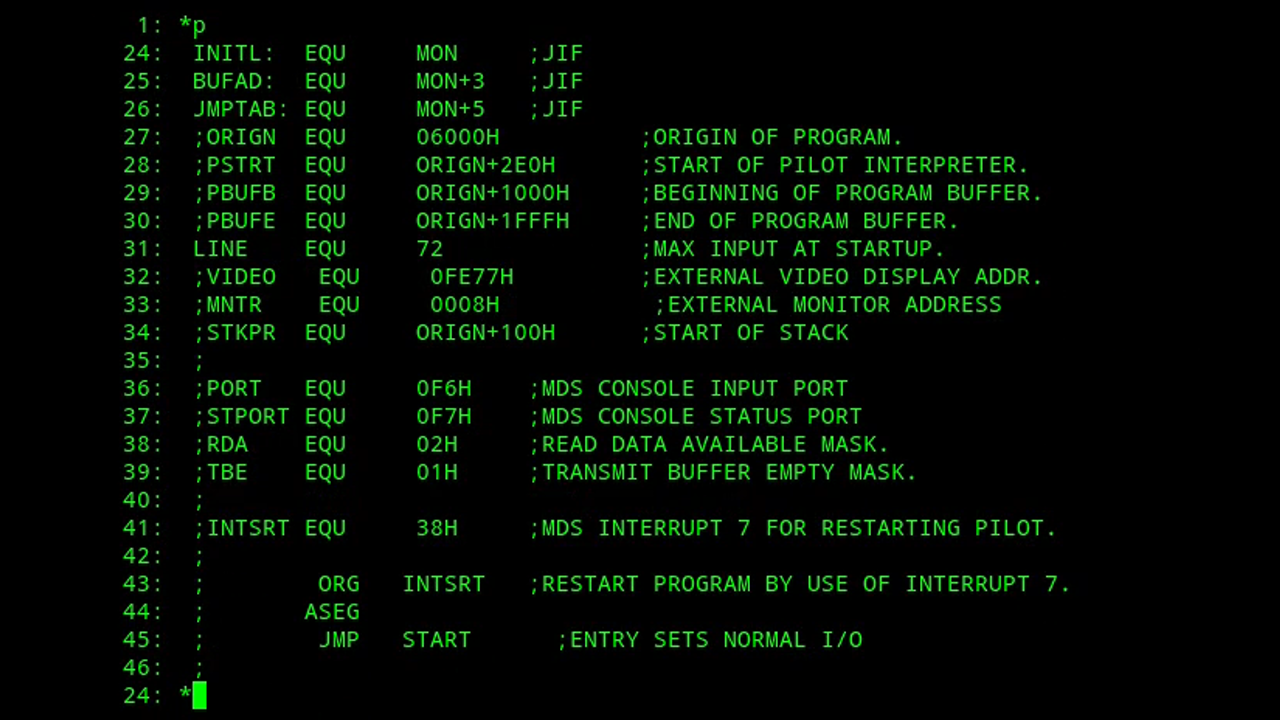 1: *p
24: INITL: EQU MON ;JIF
25: BUFAD: EQU MON+3 ;JIF
26: JMPTAB: EQU MON+5 ;JIF
27: ;ORIGN EQU 06000H ;ORIGIN OF PROGRAM.
28: ;PSTRT EQU ORIGN+2E0H ;START OF PILOT INTERPRETER.
29: ;PBUFB EQU ORIGN+1000H ;BEGINNING OF PROGRAM BUFFER.
30: ;PBUFE EQU ORIGN+1FFFH ;END OF PROGRAM BUFFER.
31: LINE EQU 72 ;MAX INPUT AT STARTUP.
32: ;VIDEO EQU 0FE77H ;EXTERNAL VIDEO DISPLAY ADDR.
33: ;MNTR EQU 0008H ;EXTERNAL MONITOR ADDRESS
34: ;STKPR EQU ORIGN+100H ;START OF STACK
35: ;
36: ;PORT EQU 0F6H ;MDS CONSOLE INPUT PORT
37: ;STPORT EQU 0F7H ;MDS CONSOLE STATUS PORT
38: ;RDA EQU 02H ;READ DATA AVAILABLE MASK.
39: ;TBE EQU 01H ;TRANSMIT BUFFER EMPTY MASK.
40: ;
41: ;INTSRT EQU 38H ;MDS INTERRUPT 7 FOR RESTARTING PILOT.
42: ;
43: ; ORG INTSRT ;RESTART PROGRAM BY USE OF INTERRUPT 7.
44: ; ASEG
45: ; JMP START ;ENTRY SETS NORMAL I/O
46: ;
24: *